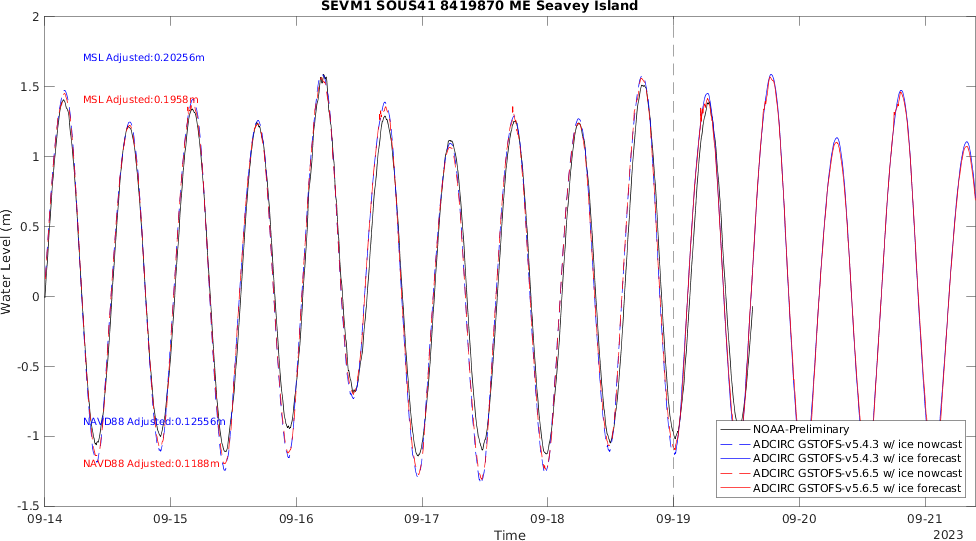 SEVM1 SOUS41 8419870 ME Seavey Island
Water Level (m)
2
1.5
1
0.5
0
-0.5
-1
-1.5
MSL Adjusted:0.20256m
MSL Adjusted:0.1958m
NAVD88 Adjusted:0.12556m
NAVD88 Adjusted:0.1188m
NOAA-Preliminary
ADCIRC GSTOFS-v5.4.3 w/ ice nowcast
ADCIRC GSTOFS-v5.4.3 w/ ice forecast
ADCIRC GSTOFS-v5.6.5 w/ ice nowcast
ADCIRC GSTOFS-v5.6.5 w/ ice forecast
09-14 09-15 09-16 09-17 09-18 09-19 09-20 09-21
Time
2023